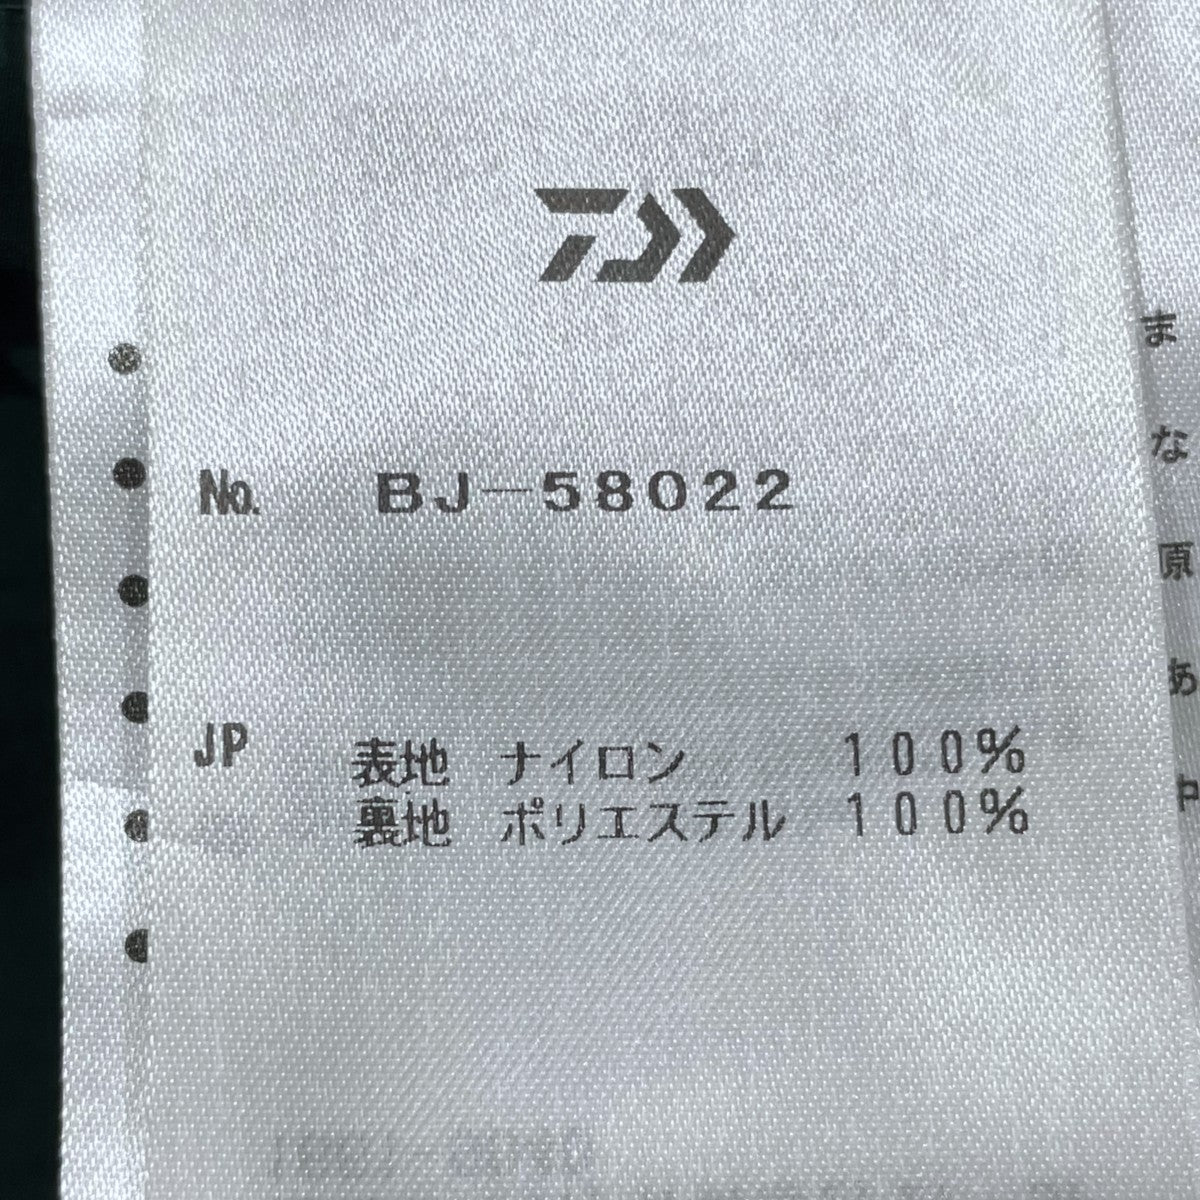 No. BJ-58022
JP 表地 ナイロン 100%
裏地 ポリエステル 100%
ま
な
原
あ
中